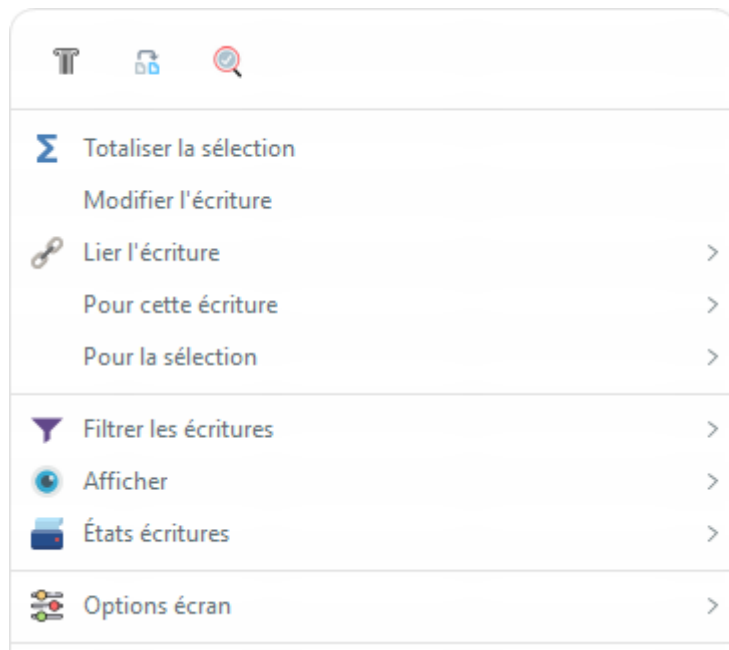 Totaliser la sélection
Modifier l'écriture
Lier l'écriture
Pour cette écriture
Pour la sélection
Filtrer les écritures
Afficher
États écritures
Options écran